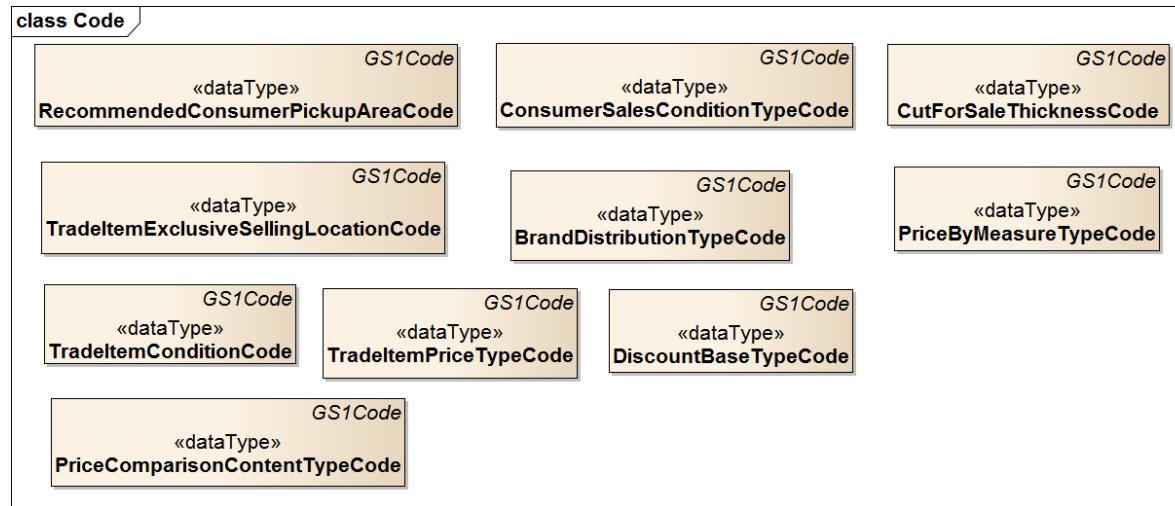 class Code
GS1Code
«dataType»
RecommendedConsumerPickupAreaCode
GS1Code
«dataType»
ConsumerSalesConditionTypeCode
GS1Code
«dataType»
CutForSaleThicknessCode
GS1Code
«dataType»
TradeItemExclusiveSellingLocationCode
GS1Code
«dataType»
BrandDistributionTypeCode
GS1Code
«dataType»
PriceByMeasureTypeCode
GS1Code
«dataType»
TradeItemConditionCode
GS1Code
«dataType»
TradeItemPriceTypeCode
GS1Code
«dataType»
DiscountBaseTypeCode
GS1Code
«dataType»
PriceComparisonContentTypeCode